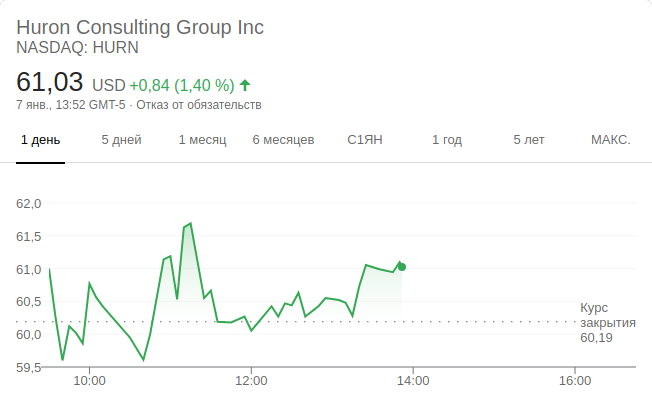 Huron Consulting Group Inc
NASDAQ: HURN
61,03 USD +0,84 (1,40 %)
7 янв., 13:52 GMT-5 · Отказ от обязательств
1 день 5 дней 1 месяц 6 месяцев С1ЯН 1 год 5 лет МАКС.
62,0
61,5
61,0
60,5
60,0
59,5
Курс
закрытия
60,19
10:00 12:00 14:00 16:00